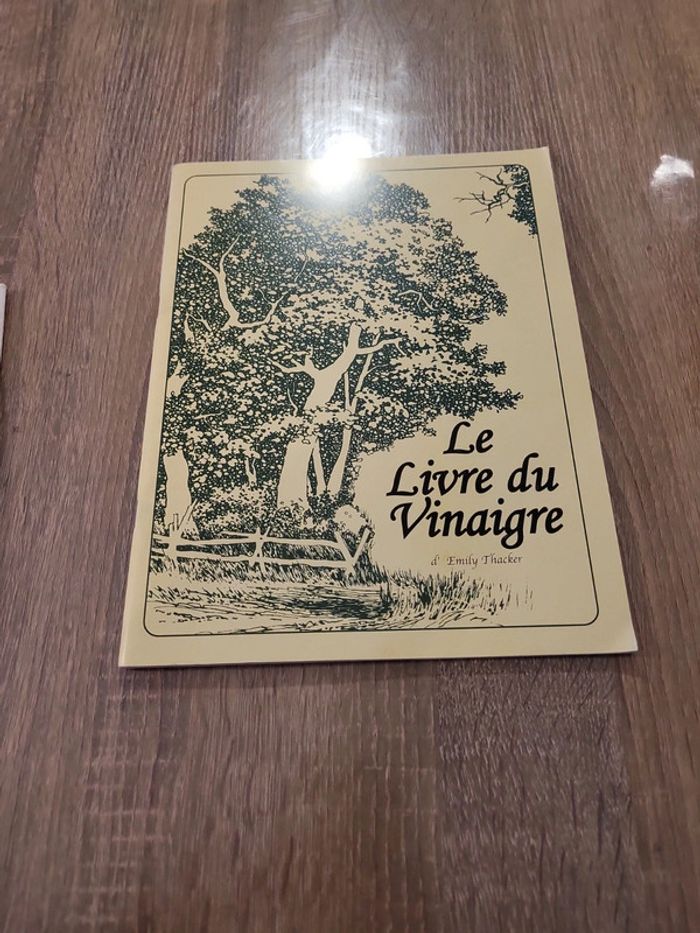 Le
Livre du
Vinaigre
d' Emily Thacker